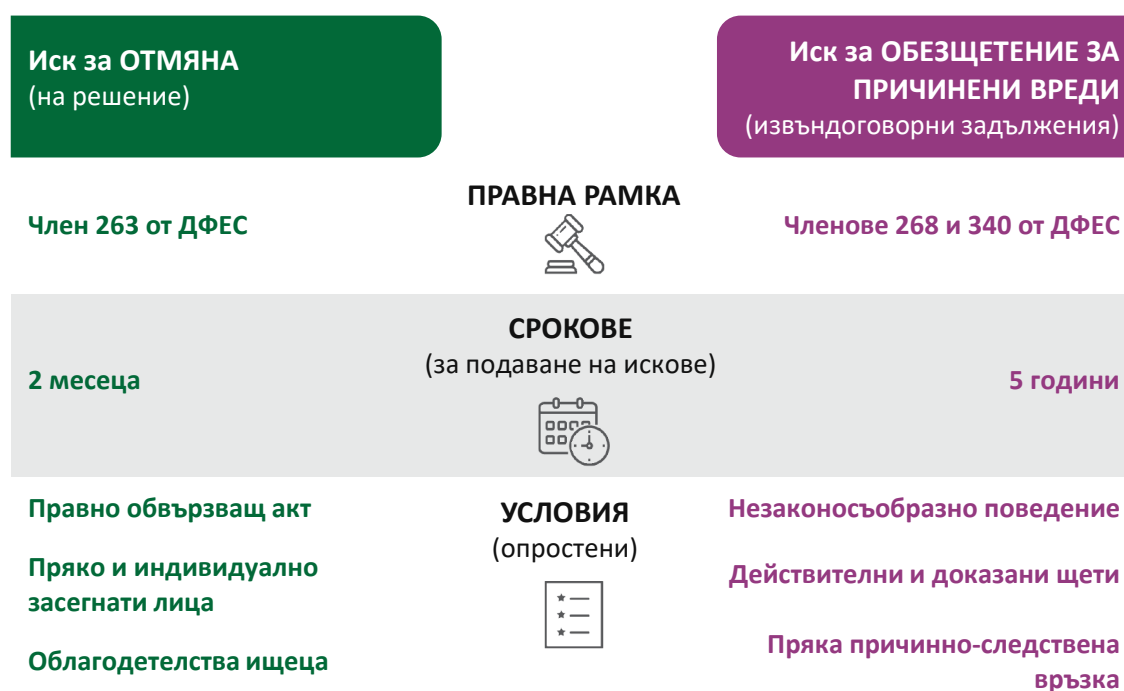 Иск за ОТМЯНА
(на решение)
Иск за ОБЕЗЩЕТЕНИЕ ЗА
ПРИЧИНЕНИ ВРЕДИ
(извъндоговорни задължения)
ПРАВНА РАМКА
Член 263 от ДФЕС
Членове 268 и 340 от ДФЕС
СРОКОВЕ
(за подаване на искове)
2 месеца
5 години
УСЛОВИЯ
(опростени)
Правно обвързващ акт
Пряко и индивидуално
засегнати лица
Облагодетелства ищеца
Незаконосъобразно поведение
Действителни и доказани щети
Пряка причинно-следствена
връзка